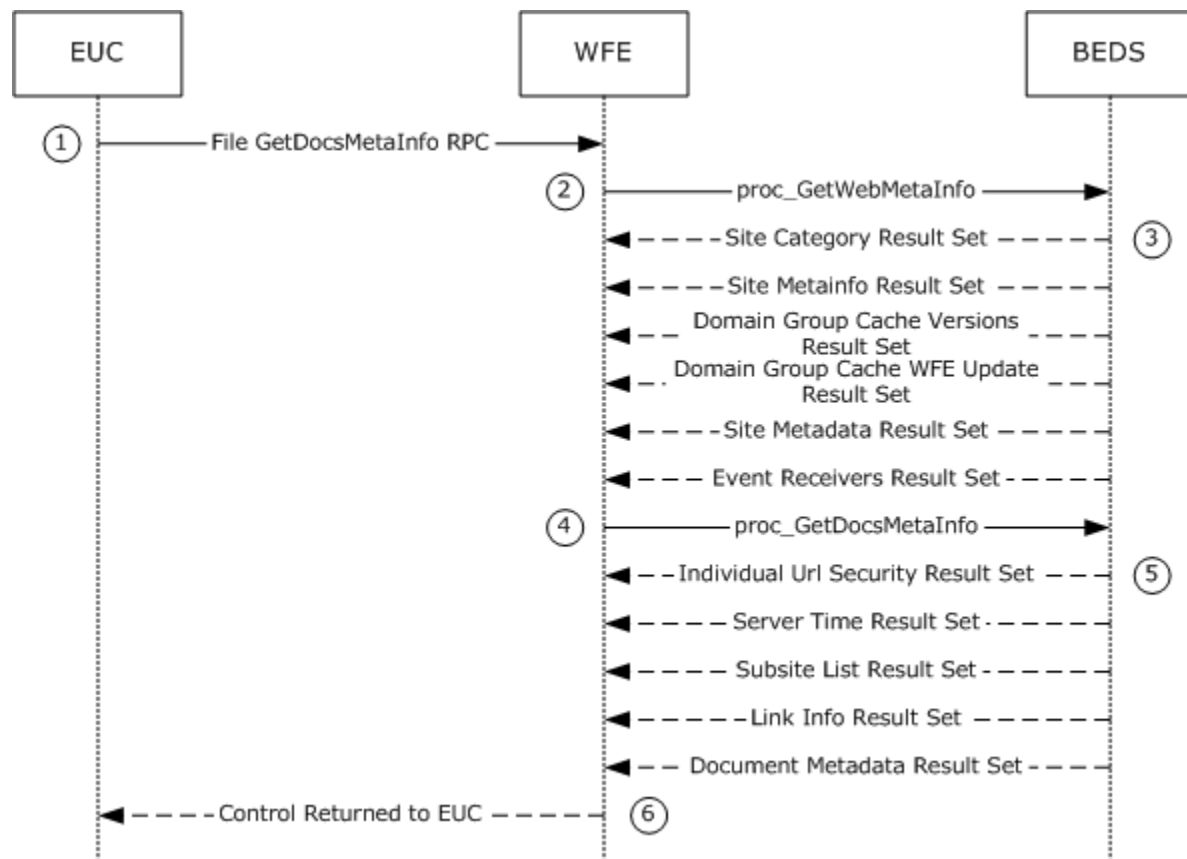 EUC
WFE
BEDS
1
File GetDocsMetaInfo RPC
2
proc_GetWebMetaInfo
Site Category Result Set
3
Site Metainfo Result Set
Domain Group Cache Versions
Result Set
Domain Group Cache WFE Update
Result Set
Site Metadata Result Set
Event Receivers Result Set
4
proc_GetDocsMetaInfo
Individual Url Security Result Set
5
Server Time Result Set
Subsite List Result Set
Link Info Result Set
Document Metadata Result Set
Control Returned to EUC
6